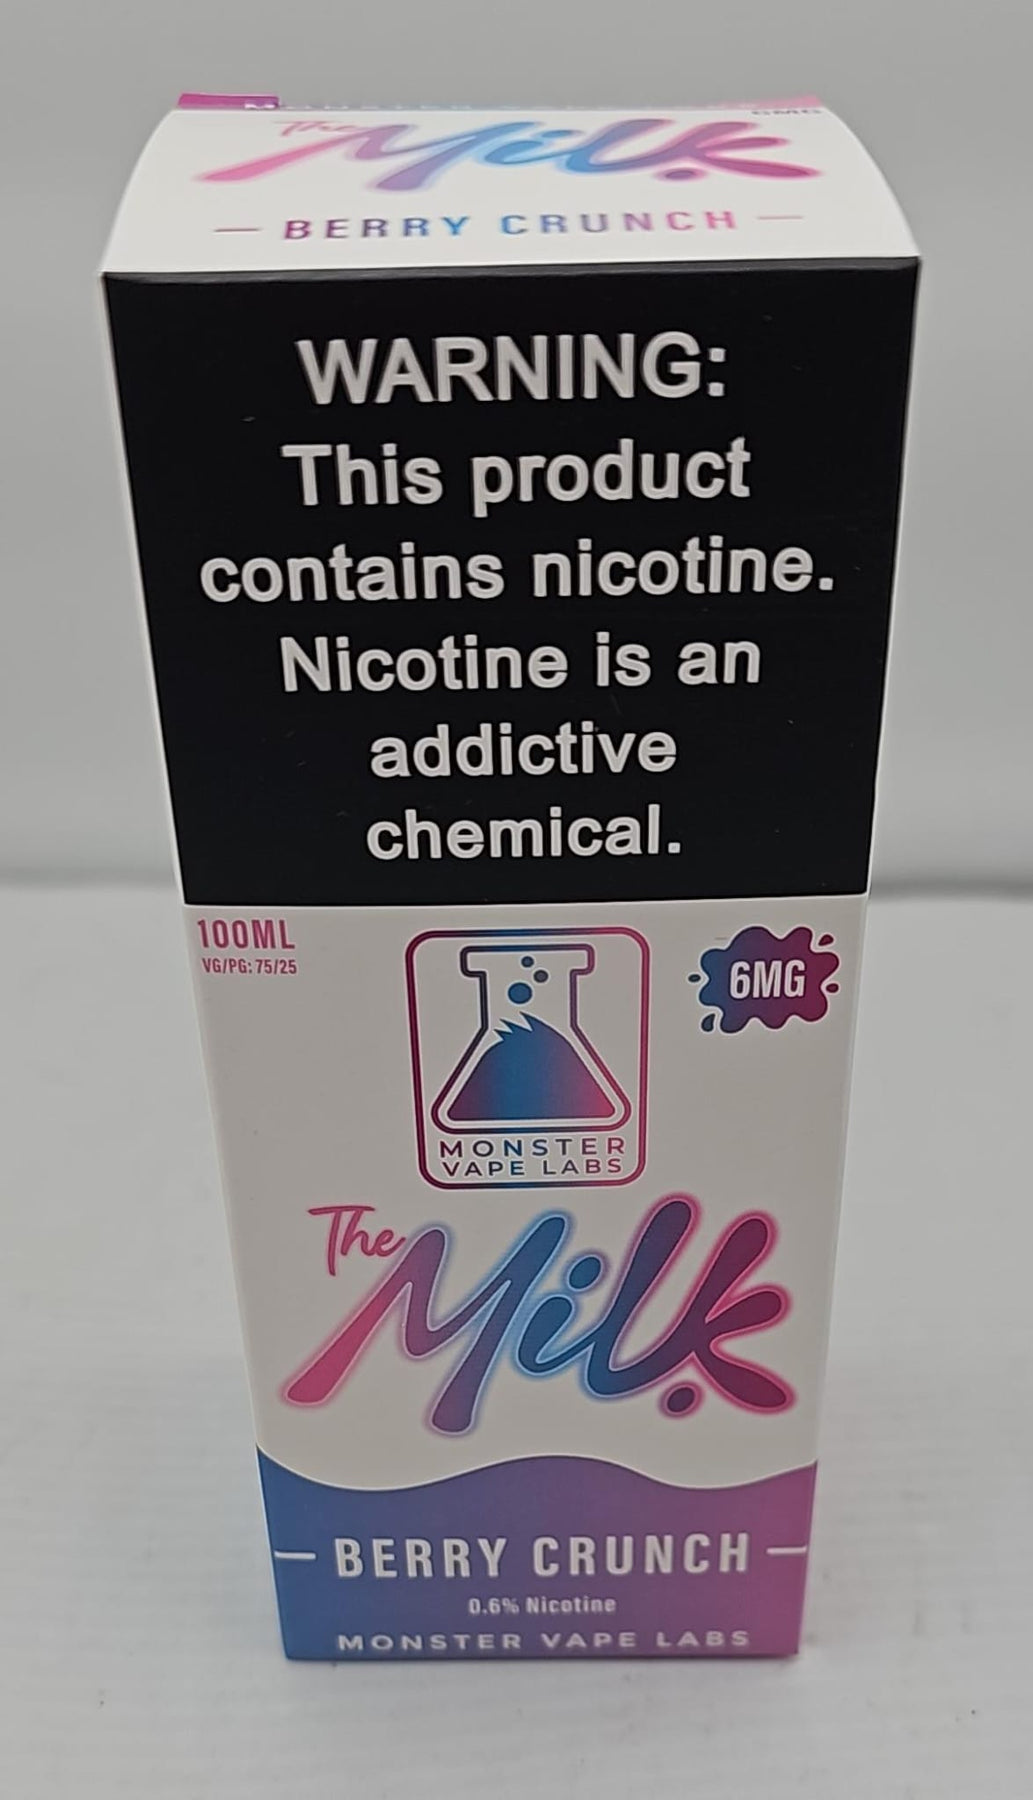 6MG
The Milk
— BERRY CRUNCH —
WARNING:
This product
contains nicotine.
Nicotine is an
addictive
chemical.
100ML
VG/PG: 75/25
6MG
MONSTER
VAPE LABS
The Milk
— BERRY CRUNCH —
0.6% Nicotine
MONSTER VAPE LABS